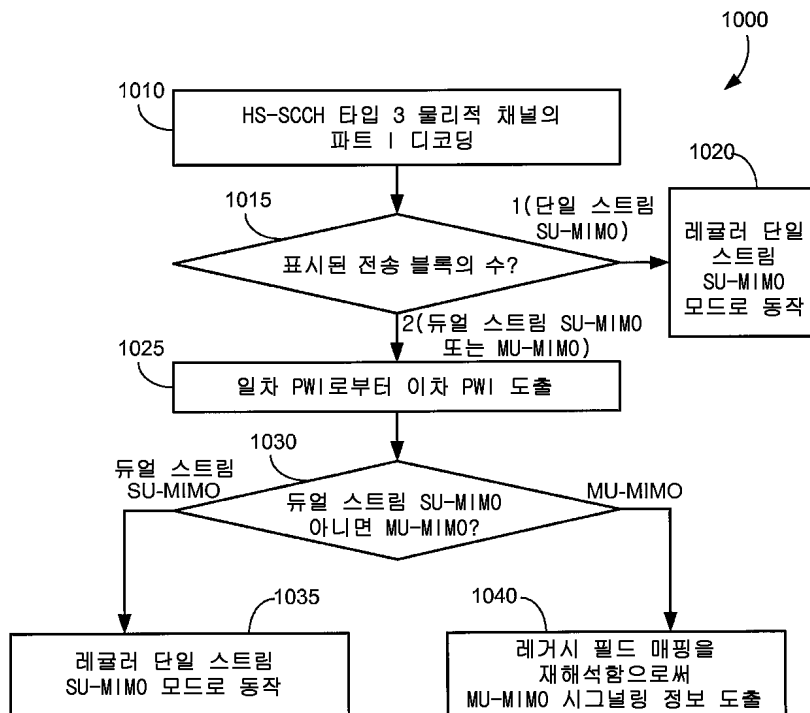 1000
1010
HS-SCCH 타입 3 물리적 채널의
파트 I 디코딩
1015
표시된 전송 블록의 수?
1(단일 스트림
SU-MIMO)
1020
레귤러 단일
스트림
SU-MIMO
모드로 동작
2(듀얼 스트림 SU-MIMO
또는 MU-MIMO)
1025
일차 PWI로부터 이차 PWI 도출
1030
듀얼 스트림
SU-MIMO
듀얼 스트림 SU-MIMO
아니면 MU-MIMO?
MU-MIMO
1035
레귤러 단일 스트림
SU-MIMO 모드로 동작
1040
레거시 필드 매핑을
재해석함으로써
MU-MIMO 시그널링 정보 도출